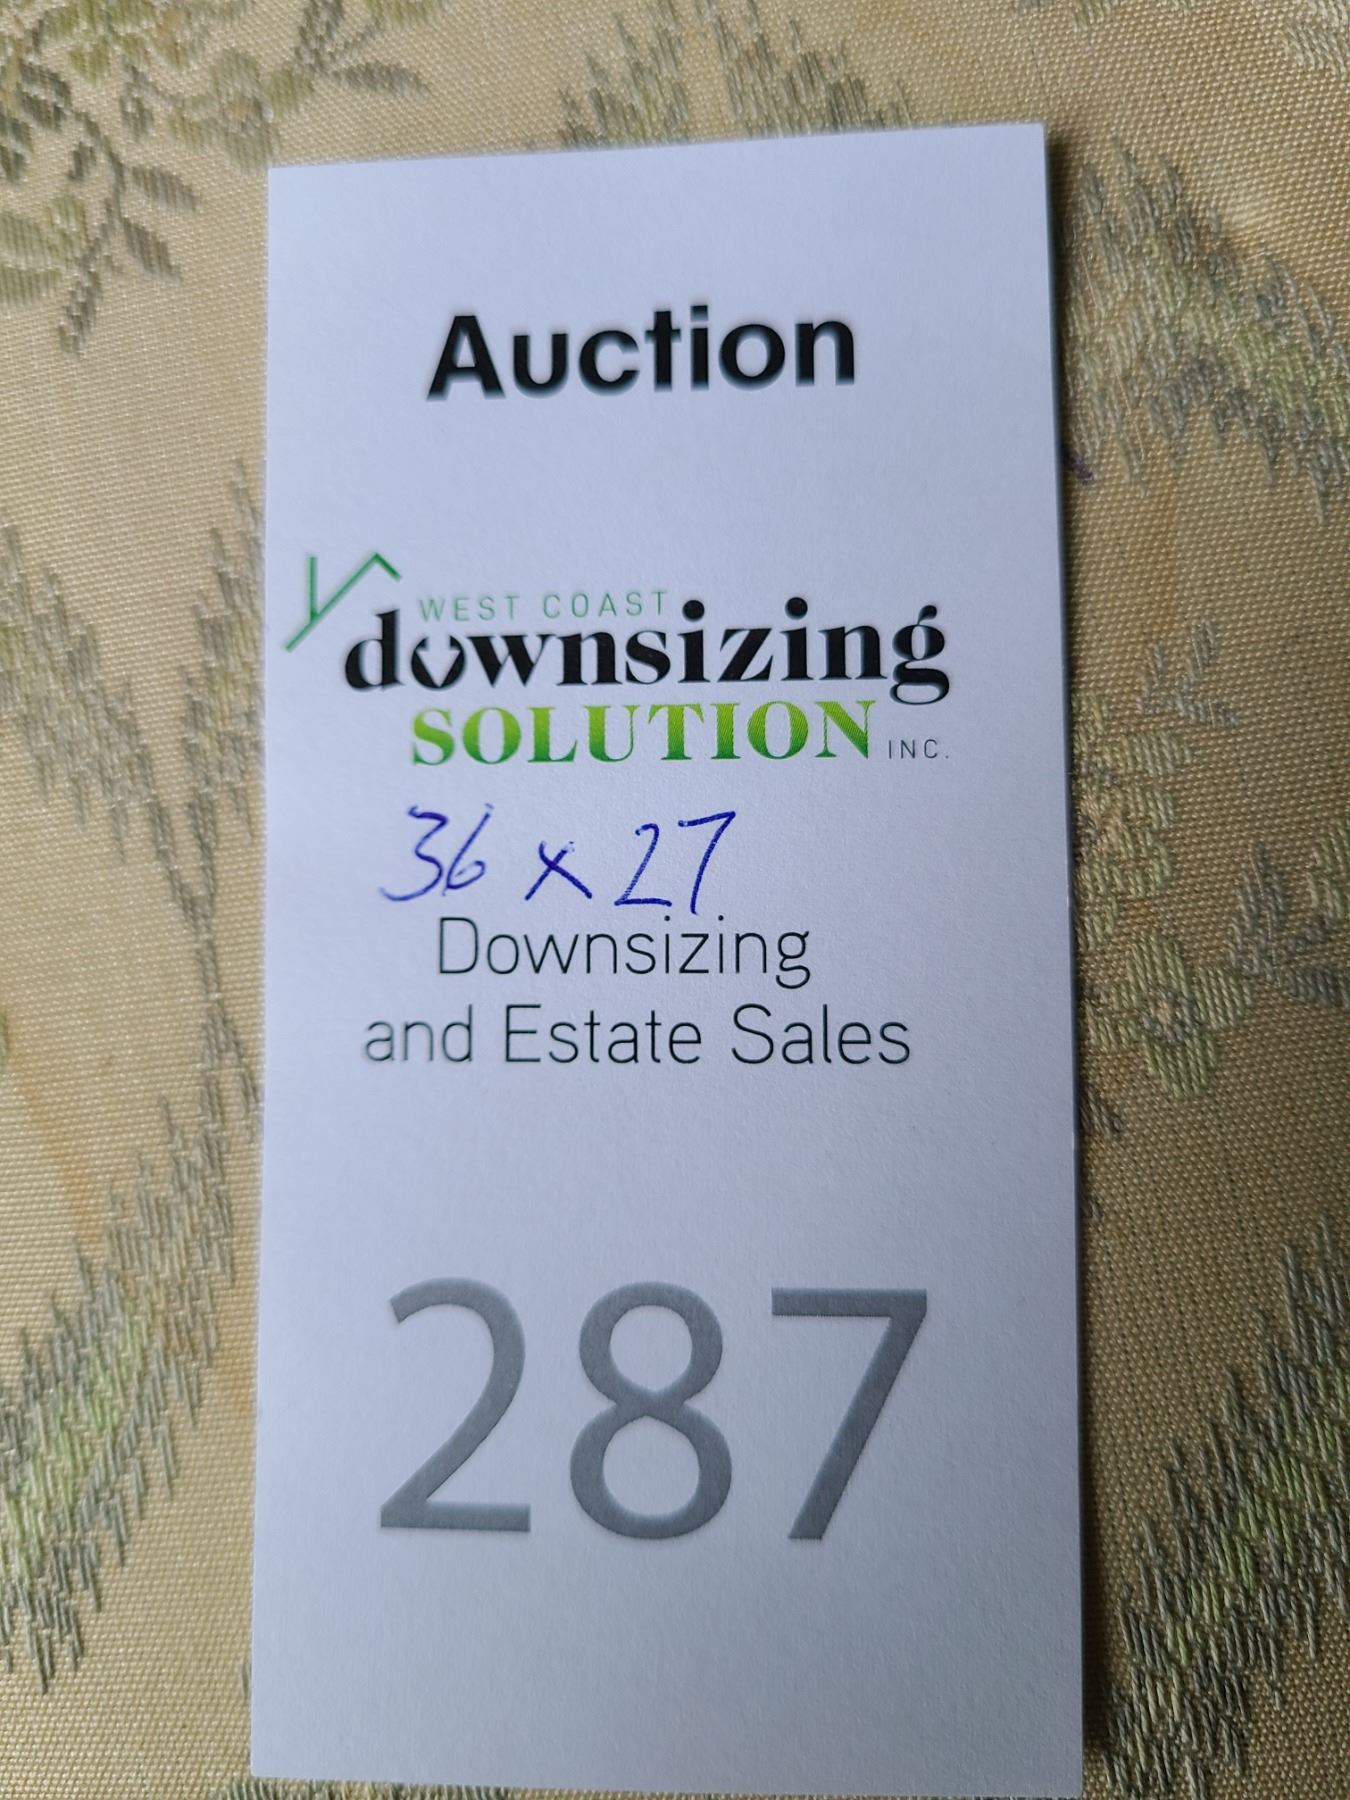 Auction
WEST COAST
downsizing
SOLUTION INC.
36 x 27
Downsizing
and Estate Sales
287